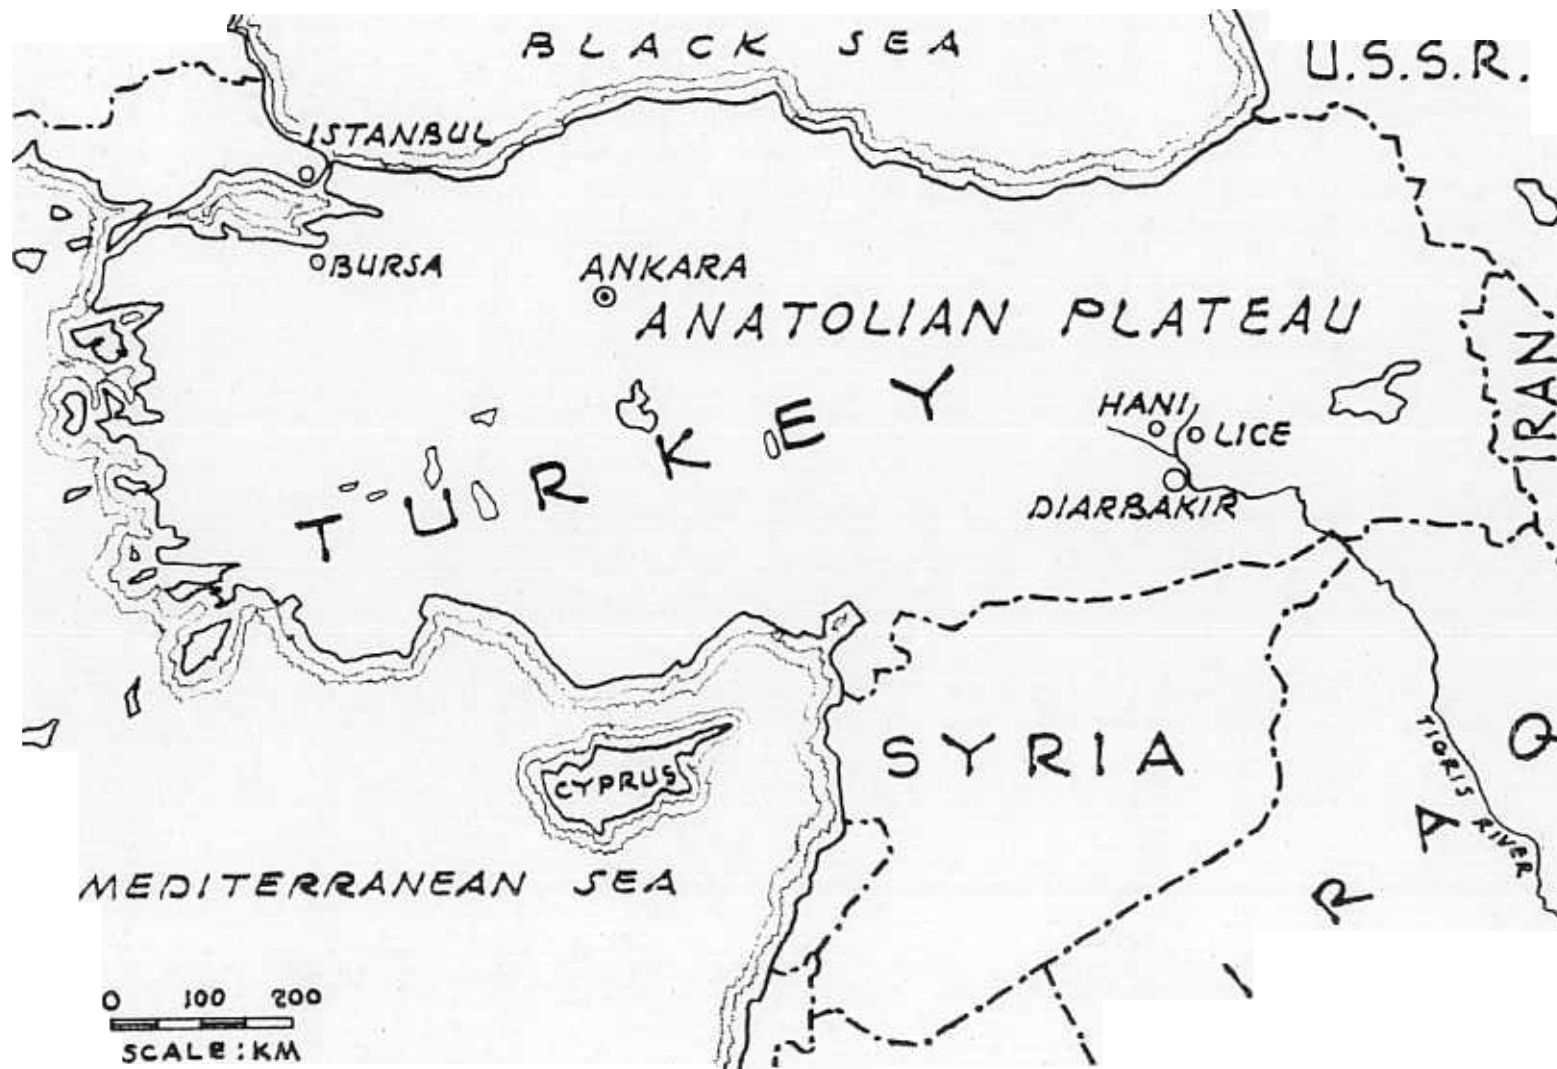 BLACK SEA
U.S.S.R.
ISTANBUL
BURSA
ANKARA
ANATOLIAN PLATEAU
IRAN
TURKEY
HANI
LICE
DIARBAKIR
SYRIA
TIGRIS RIVER
CYPRUS
IRAQ
MEDITERRANEAN SEA
0 100 200
SCALE: KM